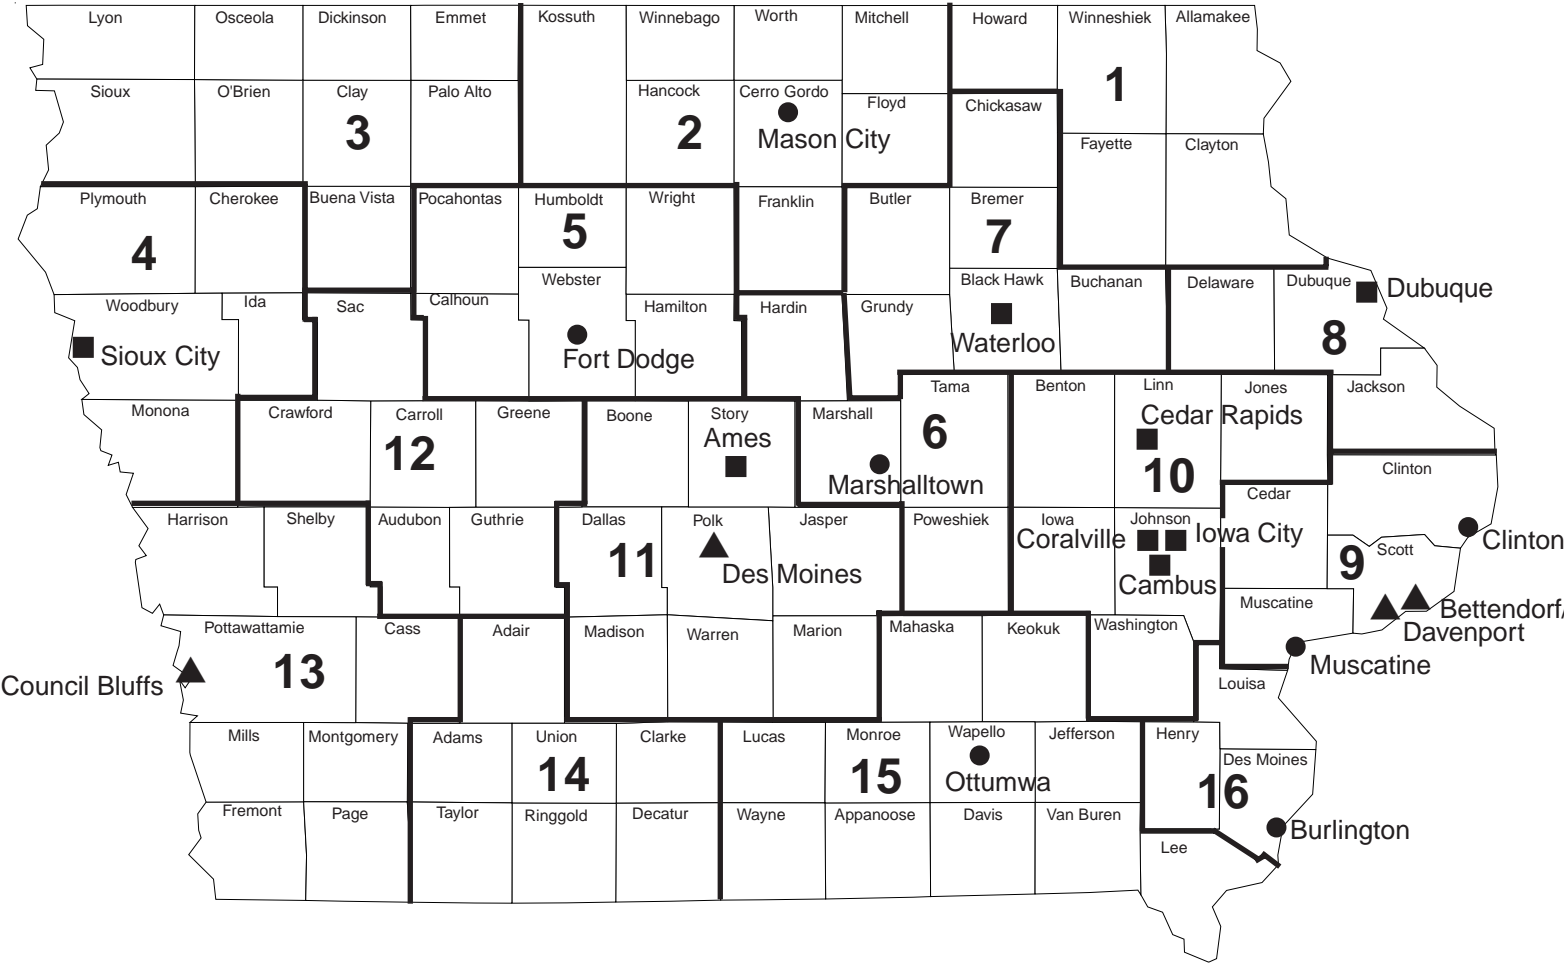 Lyon Osceola Dickinson Emmet Kossuth Winnebago Worth Mitchell Howard Winneshiek Allamakee
1
Sioux O'Brien Clay Palo Alto Hancock Cerro Gordo Floyd Chickasaw
3 2 Mason City
Fayette Clayton
Plymouth Cherokee Buena Vista Pocahontas Humboldt Wright Franklin Butler Bremer
4 5 7
Webster Black Hawk Buchanan Delaware Dubuque Dubuque
Woodbury Ida Sac Calhoun Hamilton Hardin Grundy
Sioux City Fort Dodge Waterloo 8
Monona Crawford Carroll Greene Boone Story Marshall Tama Benton Linn Jones Jackson
12 Ames 6 Cedar Rapids
Marshalltown 10 Clinton
Cedar
Harrison Shelby Audubon Guthrie Dallas Polk Jasper Poweshiek Iowa Johnson
Coralville Iowa City Clinton
11 Des Moines Cambus 9 Scott
Muscatine Bettendorf/
Davenport
Pottawattamie Cass Adair Madison Warren Marion Mahaska Keokuk Washington
Council Bluffs 13 Muscatine
Louisa
Mills Montgomery Adams Union Clarke Lucas Monroe Wapello Jefferson Henry
Des Moines
14 15 Ottumwa 16
Fremont Page Taylor Ringgold Decatur Wayne Appanoose Davis Van Buren Burlington
Lee